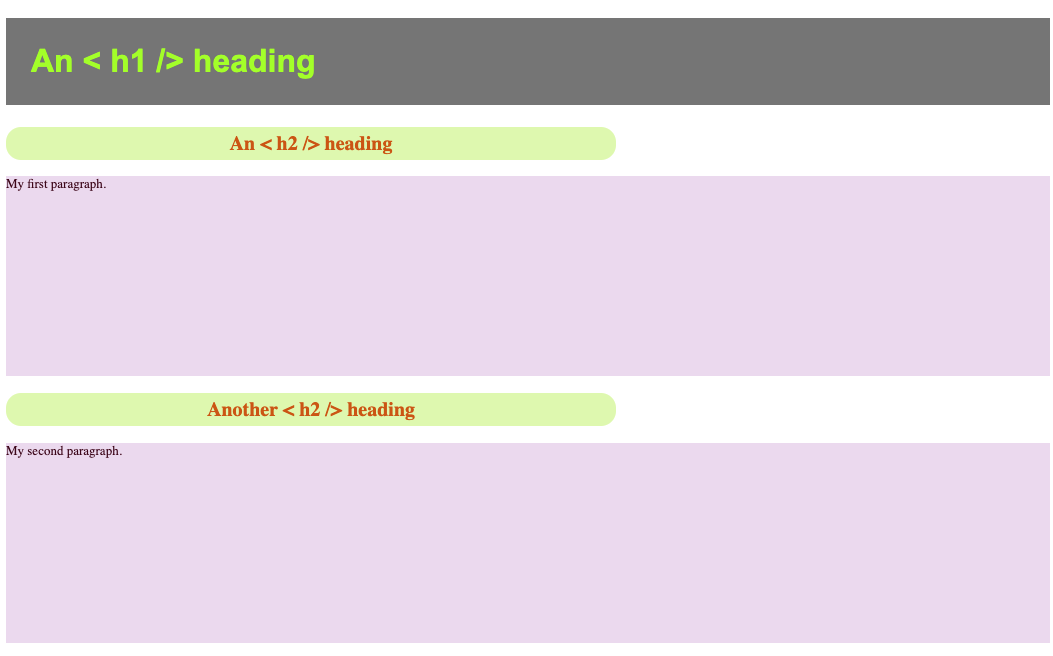 An < h1 /> heading
An < h2 /> heading
My first paragraph.
Another < h2 /> heading
My second paragraph.